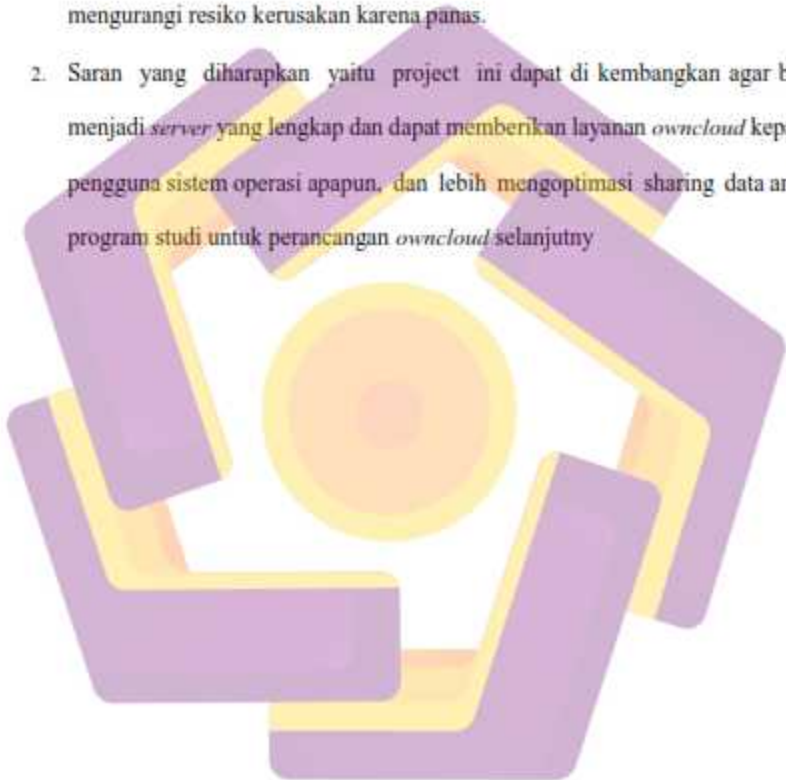 mengurangi resiko kerusakan karena panas.
2. Saran yang diharapkan yaitu project ini dapat di kembangkan agar
menjadi server yang lengkap dan dapat memberikan layanan owncloud
pengguna sistem operasi apapun, dan lebih mengoptimasi sharing data
program studi untuk perancangan owncloud selanjutny